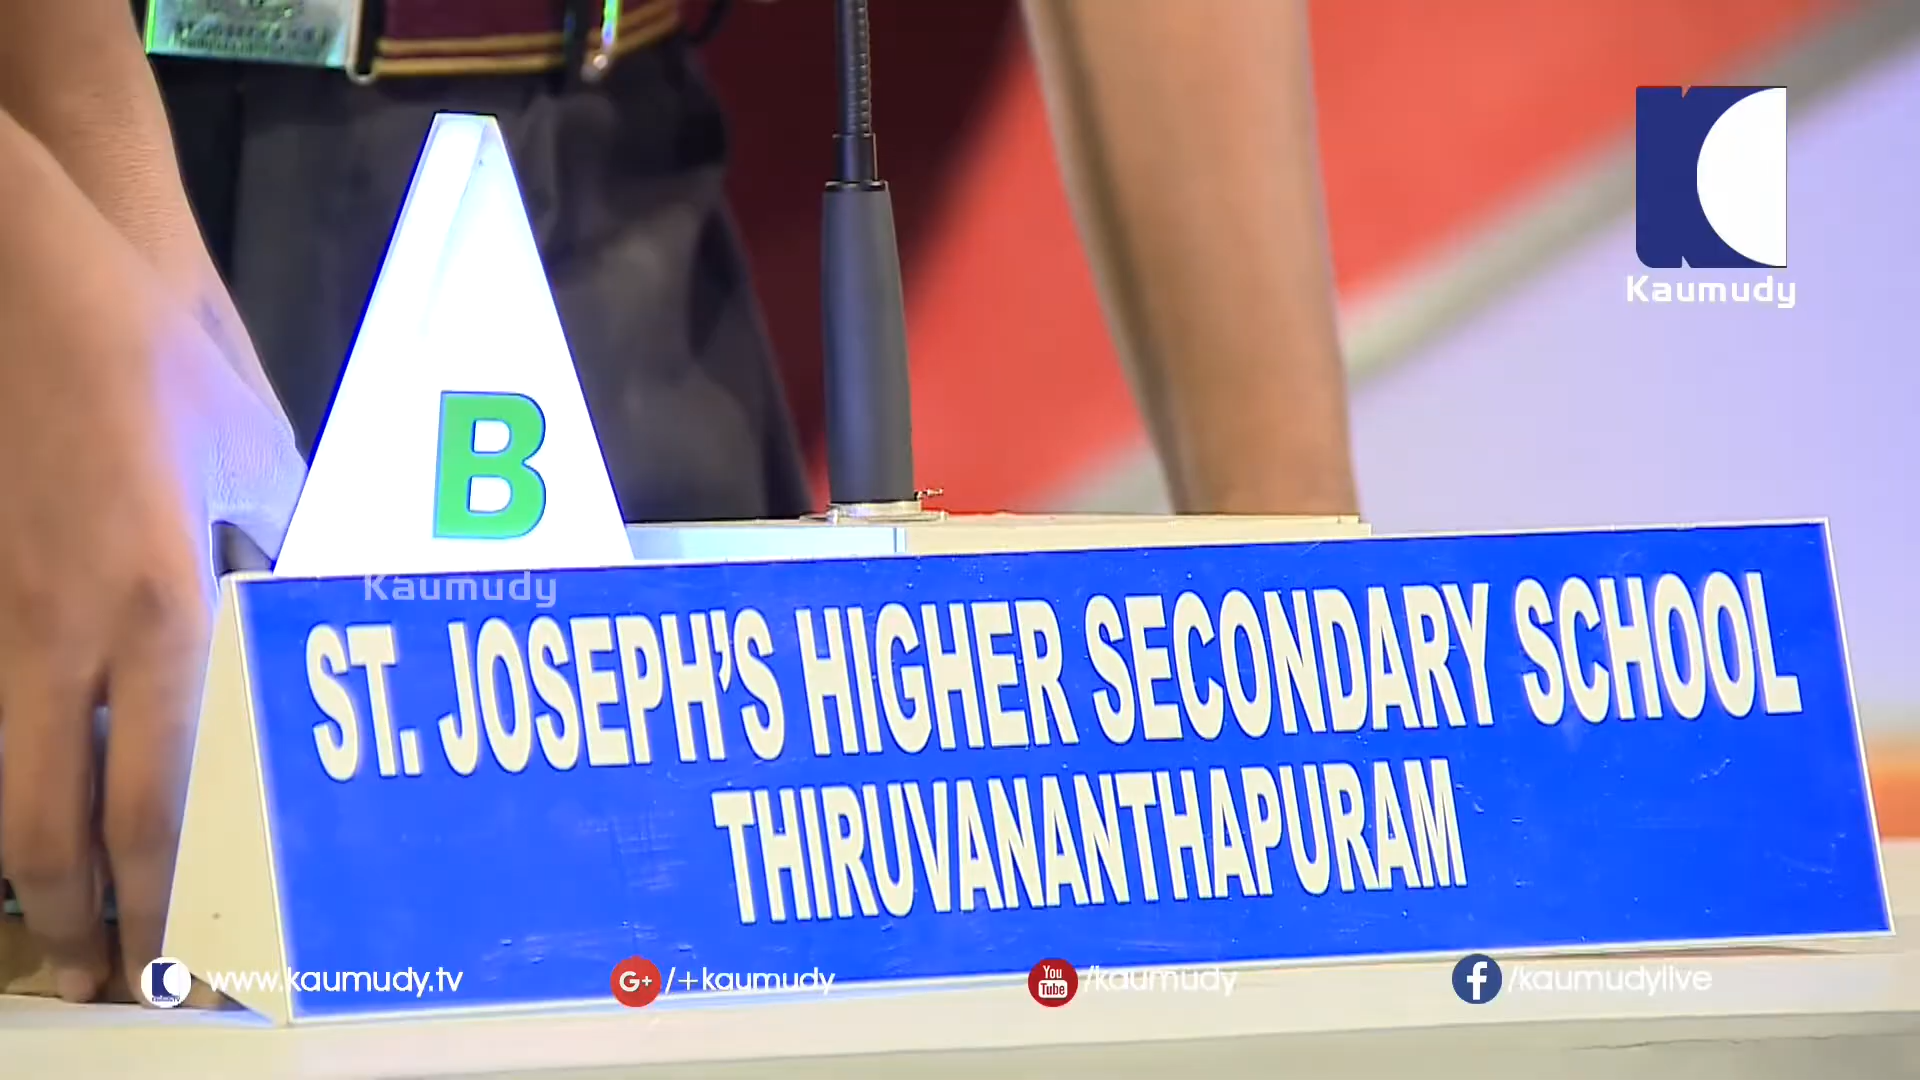 Kaumudy
B
Kaumudy
ST. JOSEPH'S HIGHER SECONDARY SCHOOL
THIRUVANANTHAPURAM
www.kaumudy.tv
G+ /+kaumudy
You Tube /kaumudy
f /kaumudylive